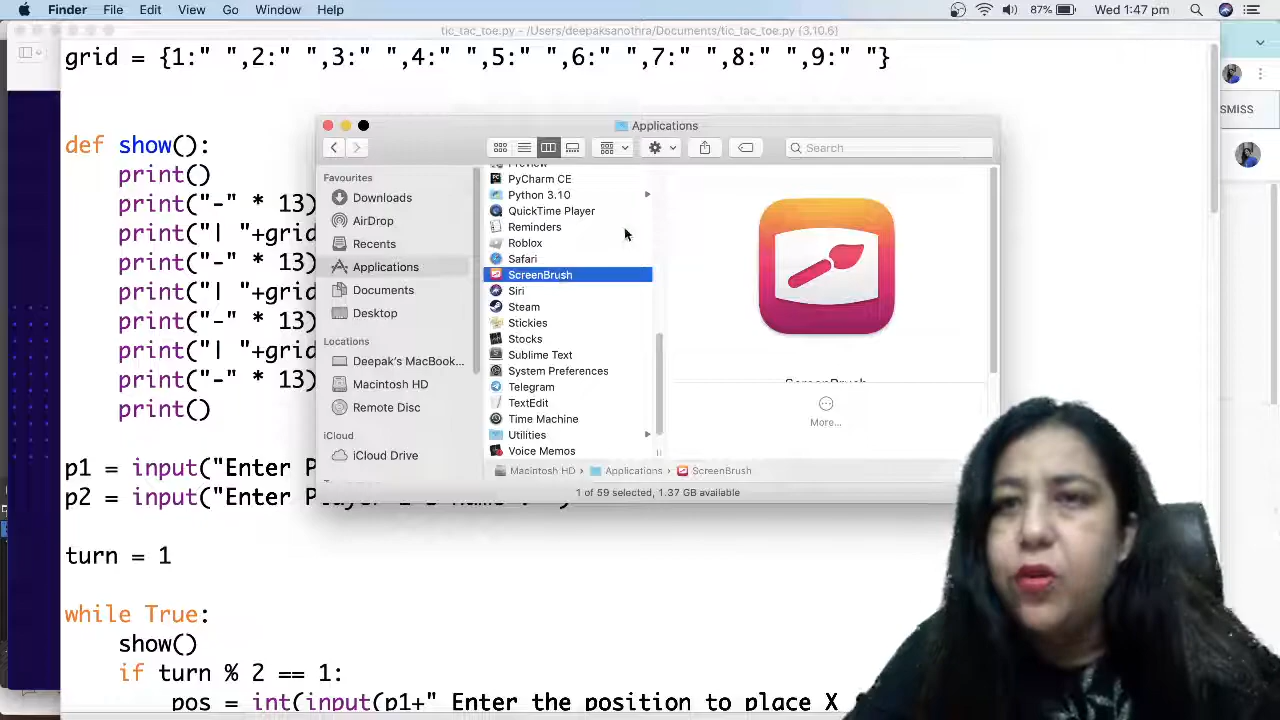 Finder File Edit View Go Window Help 87% Wed 1:47 pm
tic_tac_toe.py - /Users/deepaksanothra/Documents/tic_tac_toe.py (3.10.6)
grid = {1:" ",2:" ",3:" ",4:" ",5:" ",6:" ",7:" ",8:" ",9:" "}
def show():
print()
print("-" * 13)
print("| "+grid
print("-" * 13)
print("| "+grid
print("-" * 13)
print("| "+grid
print("-" * 13)
print()
p1 = input("Enter P
p2 = input("Enter
turn = 1
while True:
show()
if turn % 2 == 1:
pos = int(input(p1+" Enter the position to place X
Applications
Search
Favourites
Downloads
AirDrop
Recents
Applications
Documents
Desktop
Locations
Deepak's MacBook...
Macintosh HD
Remote Disc
iCloud
iCloud Drive
Preview
PyCharm CE
Python 3.10
QuickTime Player
Reminders
Roblox
Safari
ScreenBrush
Siri
Steam
Stickies
Stocks
Sublime Text
System Preferences
Telegram
TextEdit
Time Machine
Utilities
Voice Memos
More...
Macintosh HD › Applications › ScreenBrush
1 of 59 selected, 1.37 GB available
SMISS